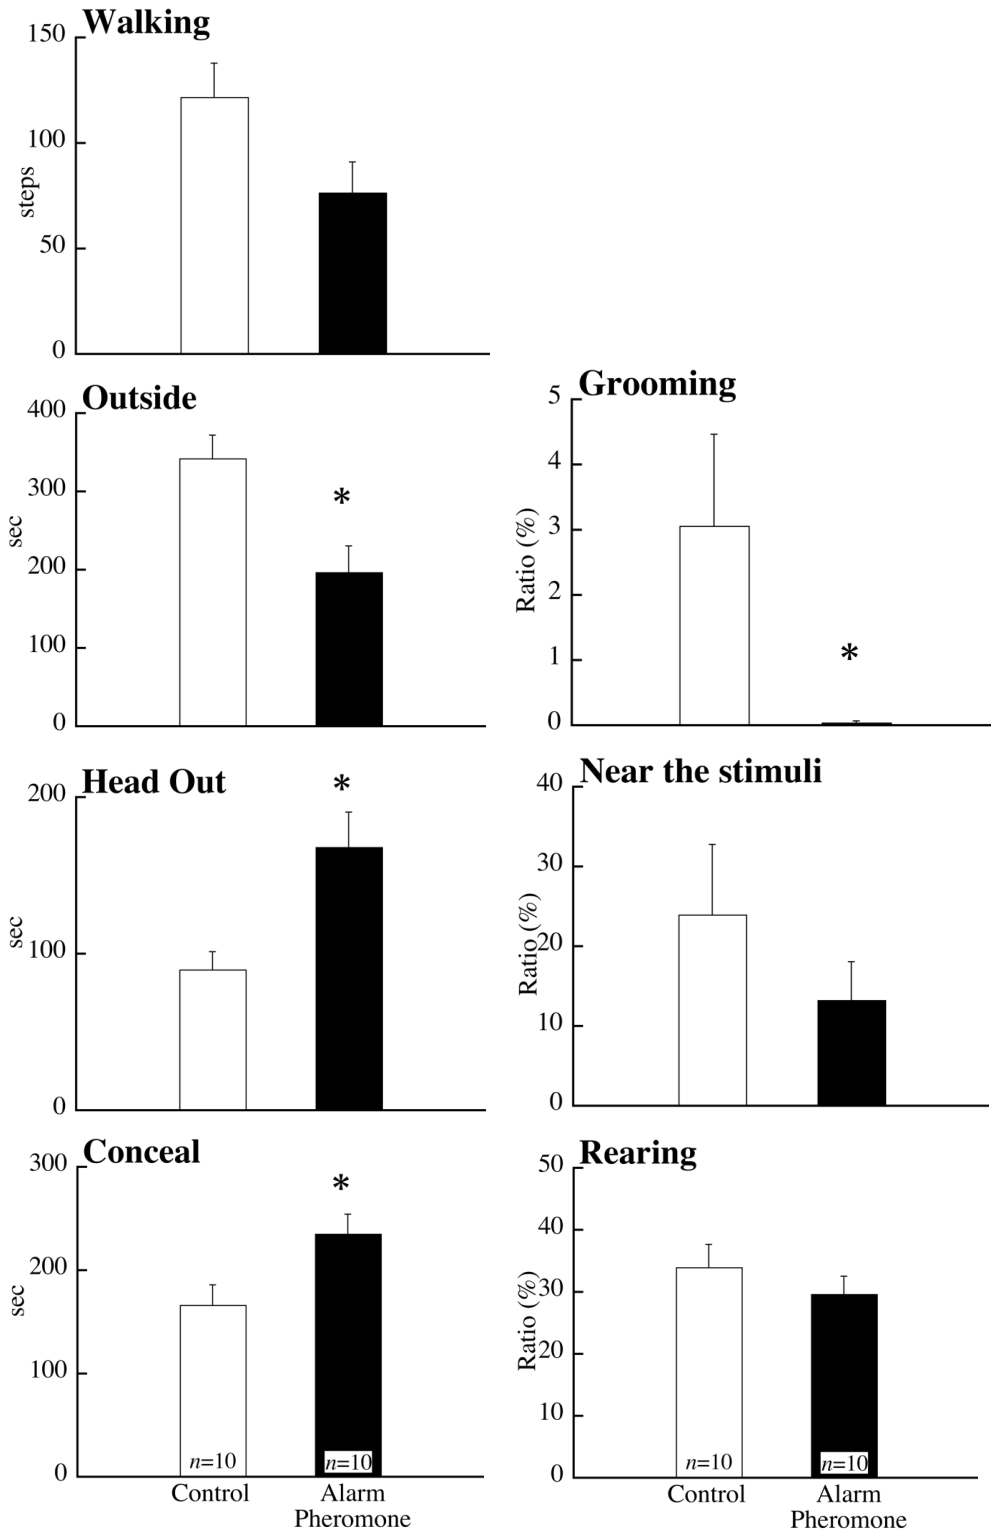 Walking
150
100
50
0
steps
Outside
400
300
200
100
0
sec
*
Grooming
5
4
3
2
1
0
Ratio (%)
*
Head Out
200
100
0
sec
*
Near the stimuli
40
30
20
10
0
Ratio (%)
Conceal
300
200
100
0
sec
*
n=10
n=10
Control
Alarm
Pheromone
Rearing
50
40
30
20
10
0
Ratio (%)
n=10
n=10
Control
Alarm
Pheromone